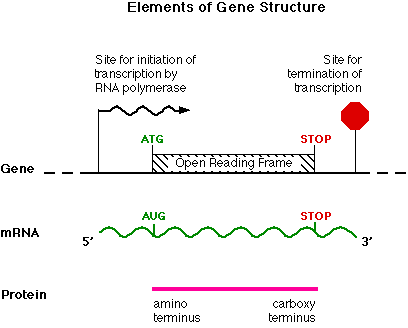 Elements of Gene Structure
Site for initiation of
transcription by
RNA polymerase
Site for
termination of
transcription
ATG
STOP
Open Reading Frame
Gene
AUG
STOP
mRNA
5'
3'
Protein
amino
terminus
carboxy
terminus